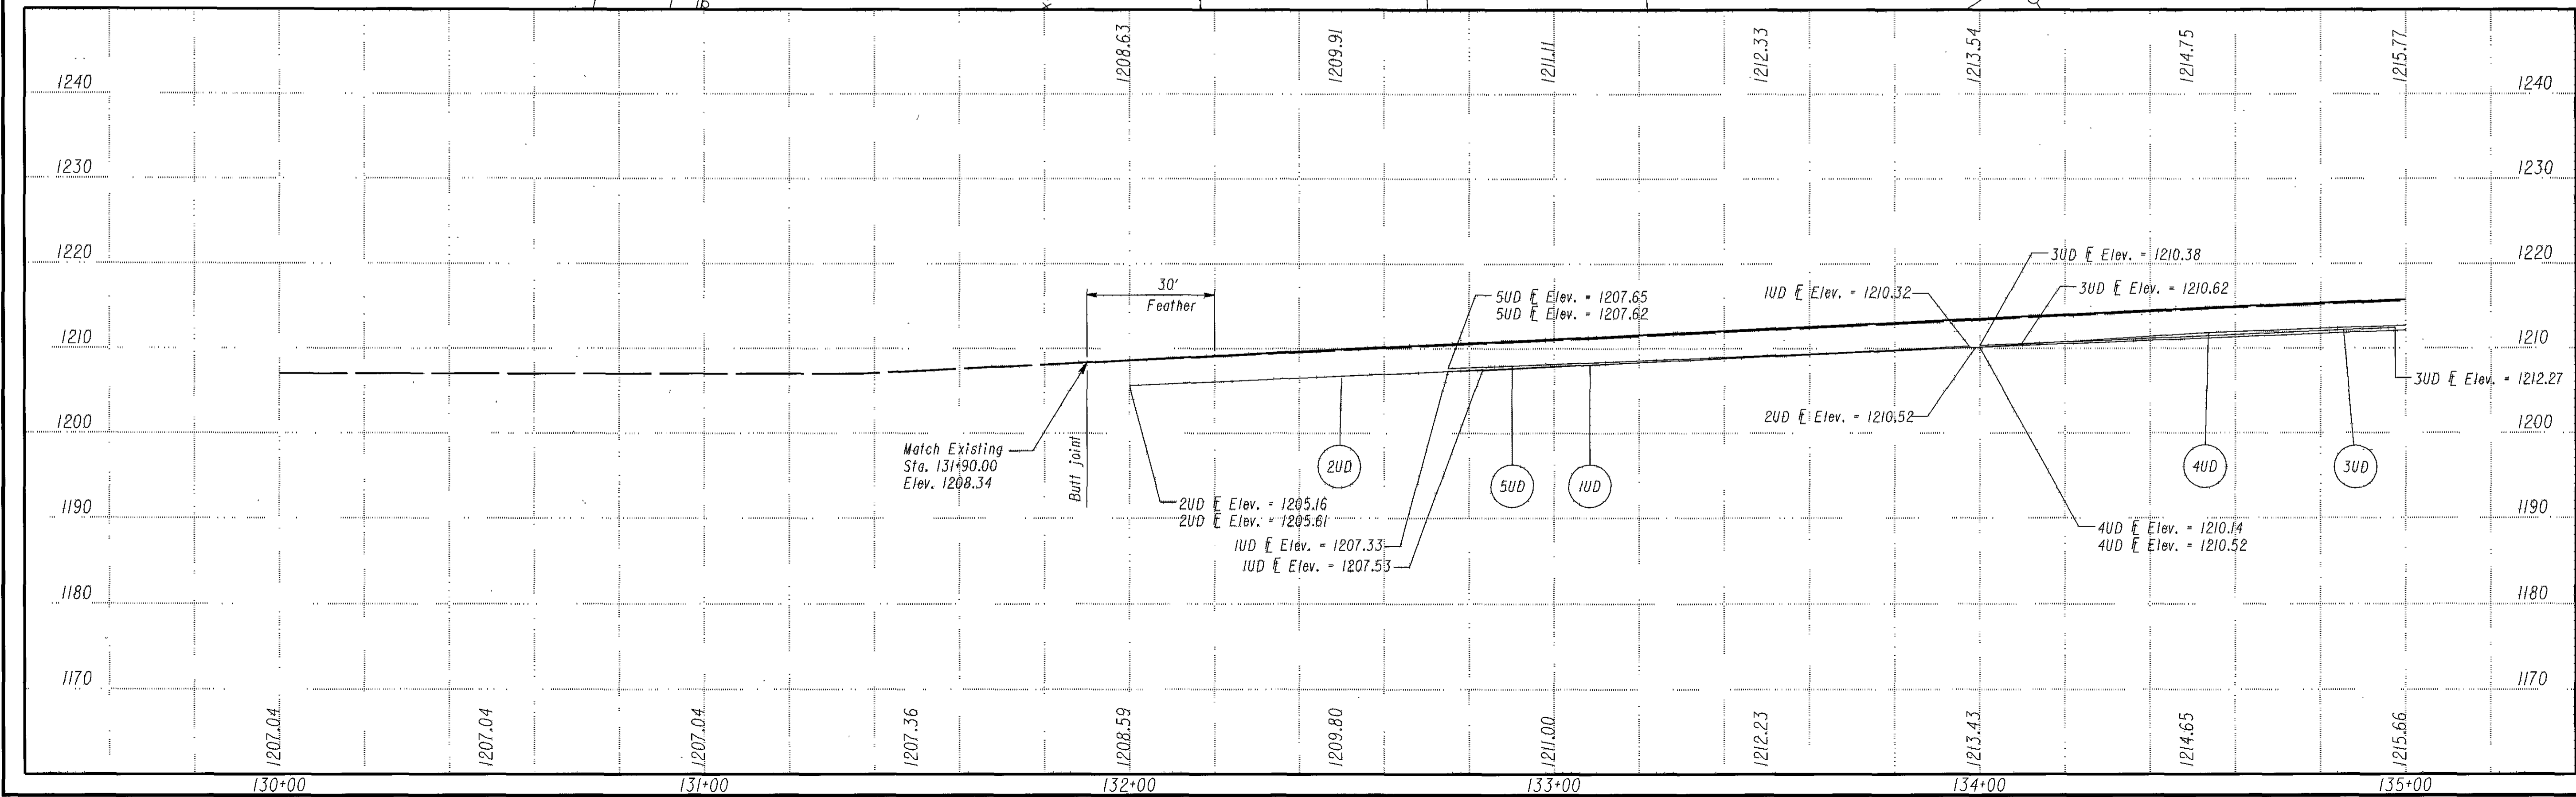 1208.63
1209.91
1211.11
1212.33
1213.54
1214.75
1215.77
1240
1240
1230
1230
1220
1220
3UD ℄ Elev. = 1210.38
30'
Feather
5UD ℄ Elev. = 1207.65
5UD ℄ Elev. = 1207.62
1UD ℄ Elev. = 1210.32
3UD ℄ Elev. = 1210.62
1210
1210
3UD ℄ Elev. = 1212.27
2UD ℄ Elev. = 1210.52
1200
1200
Match Existing
Sta. 131+90.00
Elev. 1208.34
Butt joint
2UD
5UD
1UD
4UD
3UD
1190
1190
2UD ℄ Elev. = 1205.16
2UD ℄ Elev. = 1205.61
1UD ℄ Elev. = 1207.33
1UD ℄ Elev. = 1207.53
4UD ℄ Elev. = 1210.14
4UD ℄ Elev. = 1210.52
1180
1180
1170
1170
1207.04
1207.04
1207.04
1207.36
1208.59
1209.80
1211.00
1212.23
1213.43
1214.65
1215.66
130+00
131+00
132+00
133+00
134+00
135+00